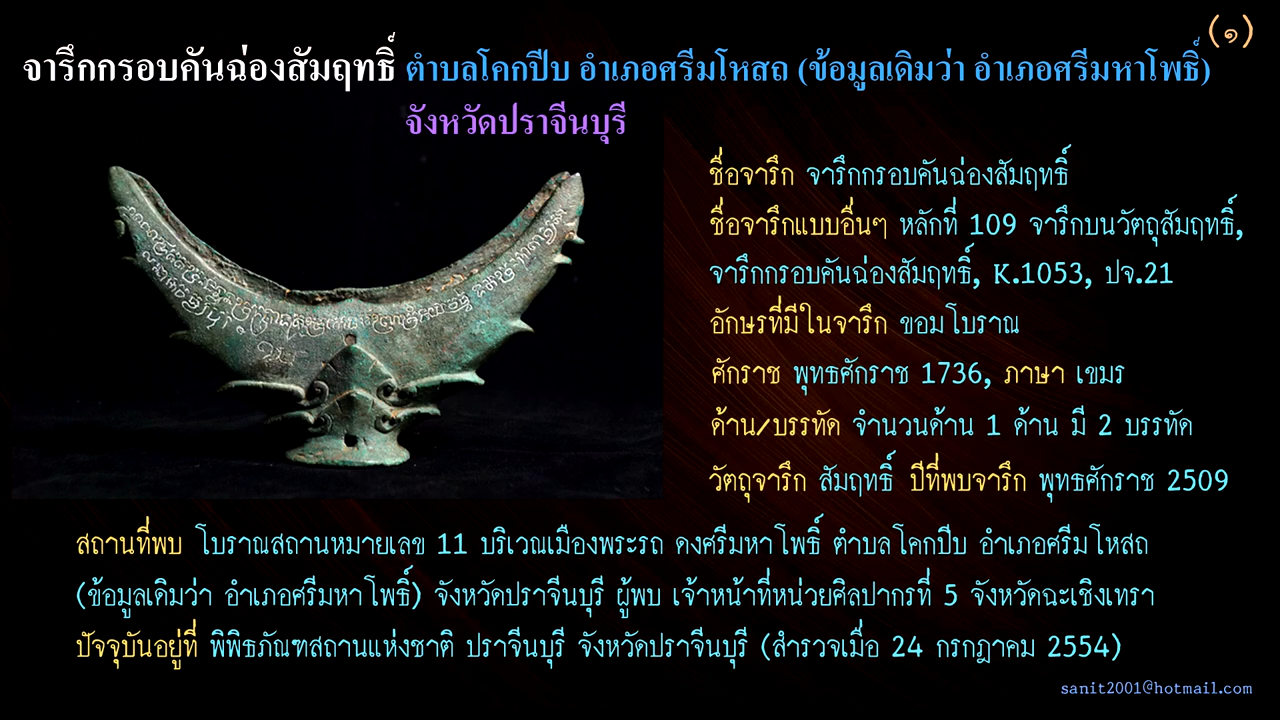 (๑)
จารึกกรอบคันฉ่องสัมฤทธิ์ ตำบลโคกปีบ อำเภอศรีมโหสถ (ข้อมูลเดิมว่า อำเภอศรีมหาโพธิ์)
จังหวัดปราจีนบุรี
ชื่อจารึก จารึกกรอบคันฉ่องสัมฤทธิ์
ชื่อจารึกแบบอื่นๆ หลักที่ 109 จารึกบนวัตถุสัมฤทธิ์,
จารึกกรอบคันฉ่องสัมฤทธิ์, K.1053, ปจ.21
อักษรที่มีในจารึก ขอมโบราณ
ศักราช พุทธศักราช 1736, ภาษา เขมร
ด้าน/บรรทัด จำนวนด้าน 1 ด้าน มี 2 บรรทัด
วัตถุจารึก สัมฤทธิ์ ปีที่พบจารึก พุทธศักราช 2509
สถานที่พบ โบราณสถานหมายเลข 11 บริเวณเมืองพระรถ ดงศรีมหาโพธิ์ ตำบลโคกปีบ อำเภอศรีมโหสถ
(ข้อมูลเดิมว่า อำเภอศรีมหาโพธิ์) จังหวัดปราจีนบุรี ผู้พบ เจ้าหน้าที่หน่วยศิลปากรที่ 5 จังหวัดฉะเชิงเทรา
ปัจจุบันอยู่ที่ พิพิธภัณฑสถานแห่งชาติ ปราจีนบุรี จังหวัดปราจีนบุรี (สำรวจเมื่อ 24 กรกฎาคม 2554)
sanit2001@hotmail.com